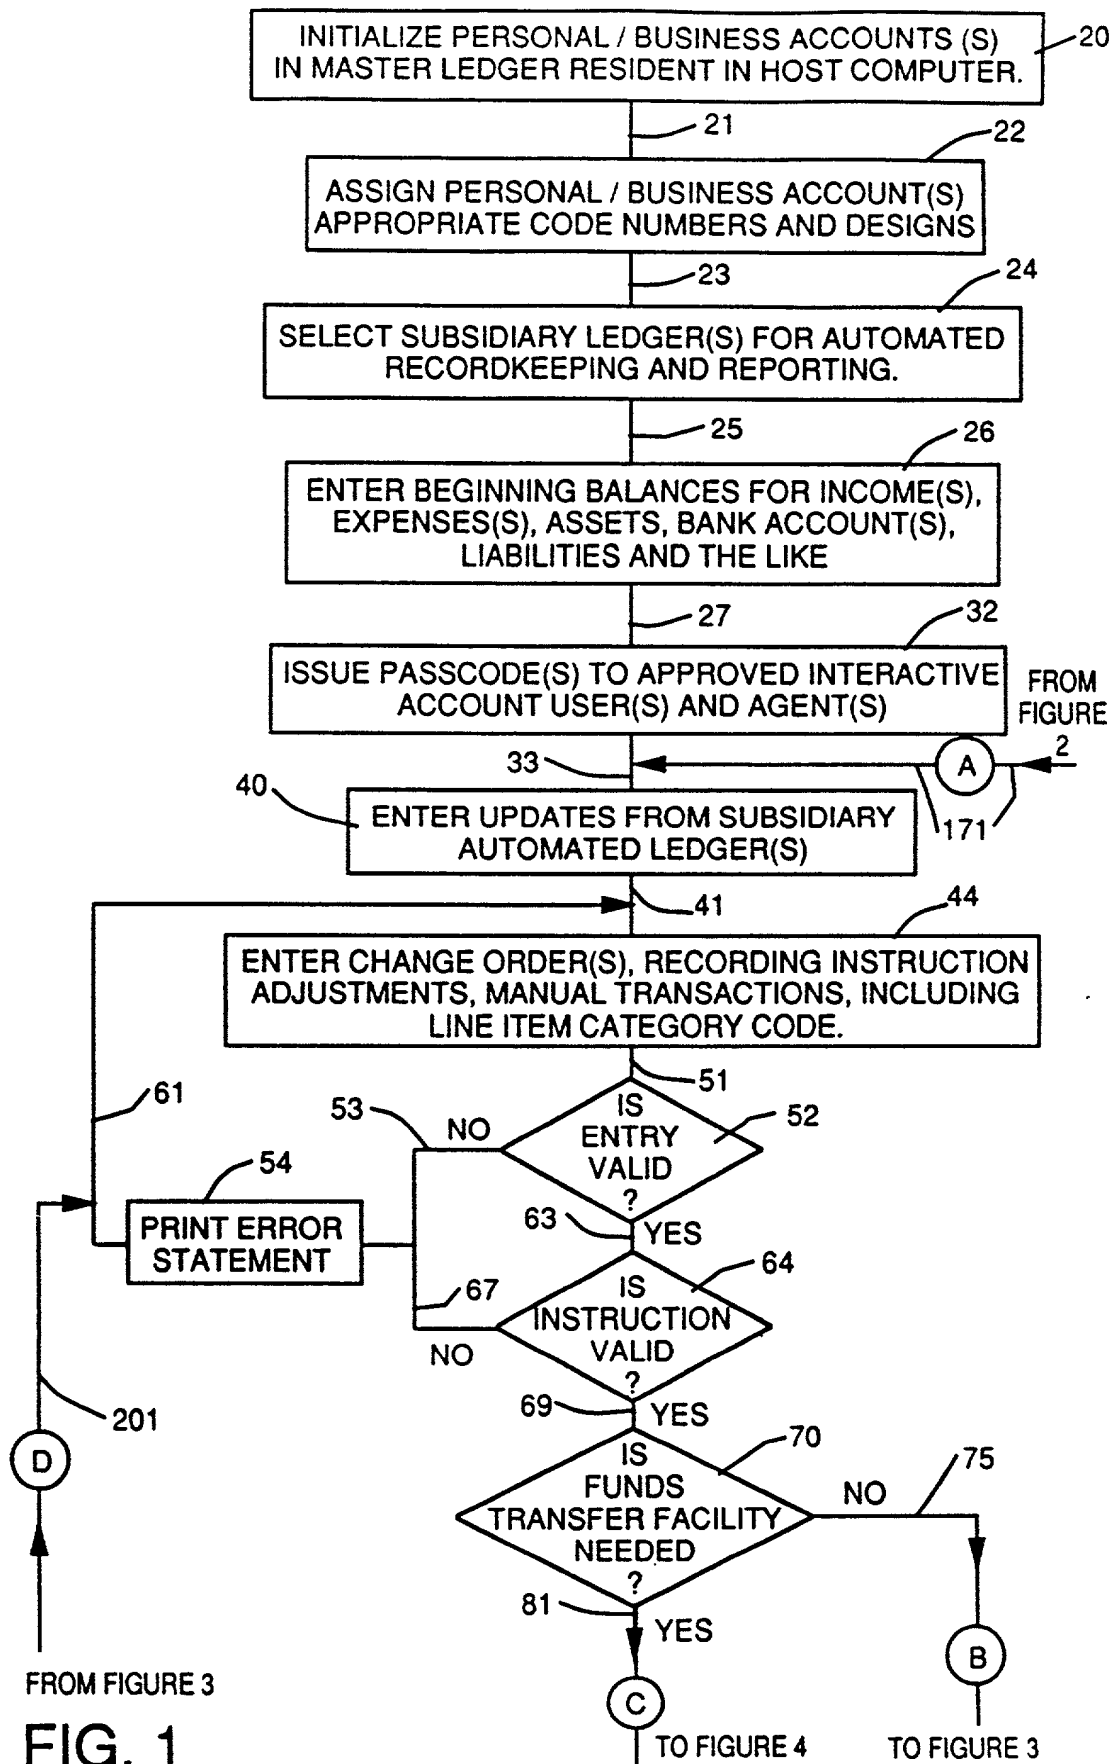 INITIALIZE PERSONAL / BUSINESS ACCOUNTS (S)
IN MASTER LEDGER RESIDENT IN HOST COMPUTER.
20
21
22
ASSIGN PERSONAL / BUSINESS ACCOUNT(S)
APPROPRIATE CODE NUMBERS AND DESIGNS
23
24
SELECT SUBSIDIARY LEDGER(S) FOR AUTOMATED
RECORDKEEPING AND REPORTING.
25
26
ENTER BEGINNING BALANCES FOR INCOME(S),
EXPENSES(S), ASSETS, BANK ACCOUNT(S),
LIABILITIES AND THE LIKE
27
32
ISSUE PASSCODE(S) TO APPROVED INTERACTIVE
ACCOUNT USER(S) AND AGENT(S)
FROM
FIGURE
2
33
A
171
40
ENTER UPDATES FROM SUBSIDIARY
AUTOMATED LEDGER(S)
41
44
ENTER CHANGE ORDER(S), RECORDING INSTRUCTION
ADJUSTMENTS, MANUAL TRANSACTIONS, INCLUDING
LINE ITEM CATEGORY CODE.
51
61
53
NO
IS
ENTRY
VALID
?
52
54
PRINT ERROR
STATEMENT
63
YES
64
67
IS
INSTRUCTION
VALID
?
NO
69
YES
201
D
70
IS
FUNDS
TRANSFER FACILITY
NEEDED
?
NO
75
81
YES
B
C
FROM FIGURE 3
FIG. 1
TO FIGURE 4
TO FIGURE 3